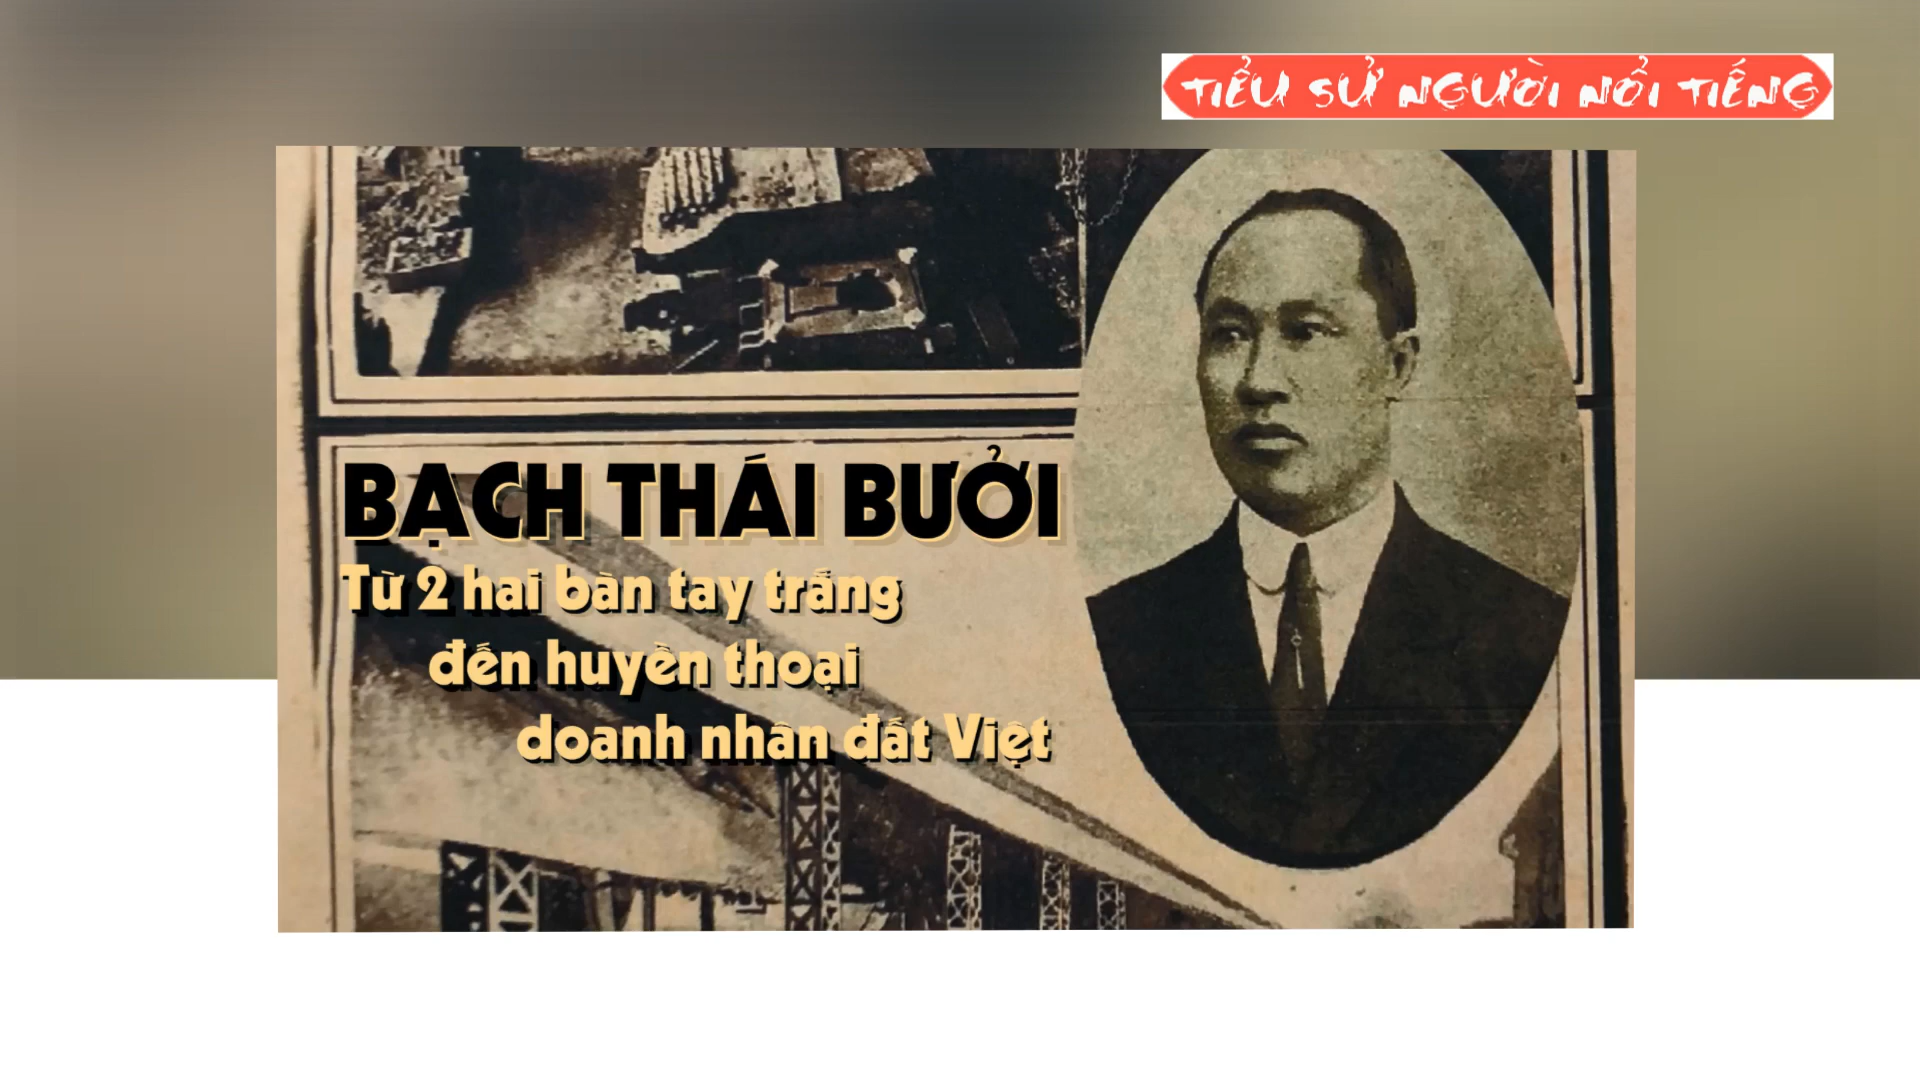 TIỂU SỬ NGƯỜI NỔI TIẾNG
BẠCH THÁI BƯỞI
Từ 2 hai bàn tay trắng
đến huyền thoại
doanh nhân đất Việt